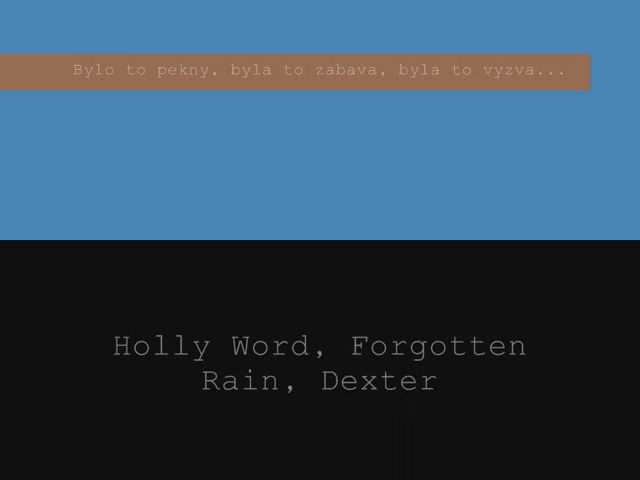 Bylo to pekny, byla to zabava, byla to vyzva...
Holly Word, Forgotten
Rain, Dexter